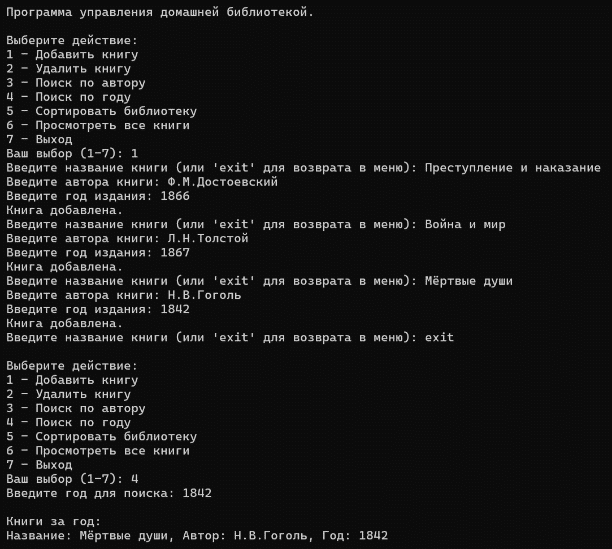 Программа управления домашней библиотекой.
Выберите действие:
1 - Добавить книгу
2 - Удалить книгу
3 - Поиск по автору
4 - Поиск по году
5 - Сортировать библиотеку
6 - Просмотреть все книги
7 - Выход
Ваш выбор (1-7): 1
Введите название книги (или 'exit' для возврата в меню): Преступление и наказание
Введите автора книги: Ф.М.Достоевский
Введите год издания: 1866
Книга добавлена.
Введите название книги (или 'exit' для возврата в меню): Война и мир
Введите автора книги: Л.Н.Толстой
Введите год издания: 1867
Книга добавлена.
Введите название книги (или 'exit' для возврата в меню): Мёртвые души
Введите автора книги: Н.В.Гоголь
Введите год издания: 1842
Книга добавлена.
Введите название книги (или 'exit' для возврата в меню): exit
Выберите действие:
1 - Добавить книгу
2 - Удалить книгу
3 - Поиск по автору
4 - Поиск по году
5 - Сортировать библиотеку
6 - Просмотреть все книги
7 - Выход
Ваш выбор (1-7): 4
Введите год для поиска: 1842
Книги за год:
Название: Мёртвые души, Автор: Н.В.Гоголь, Год: 1842